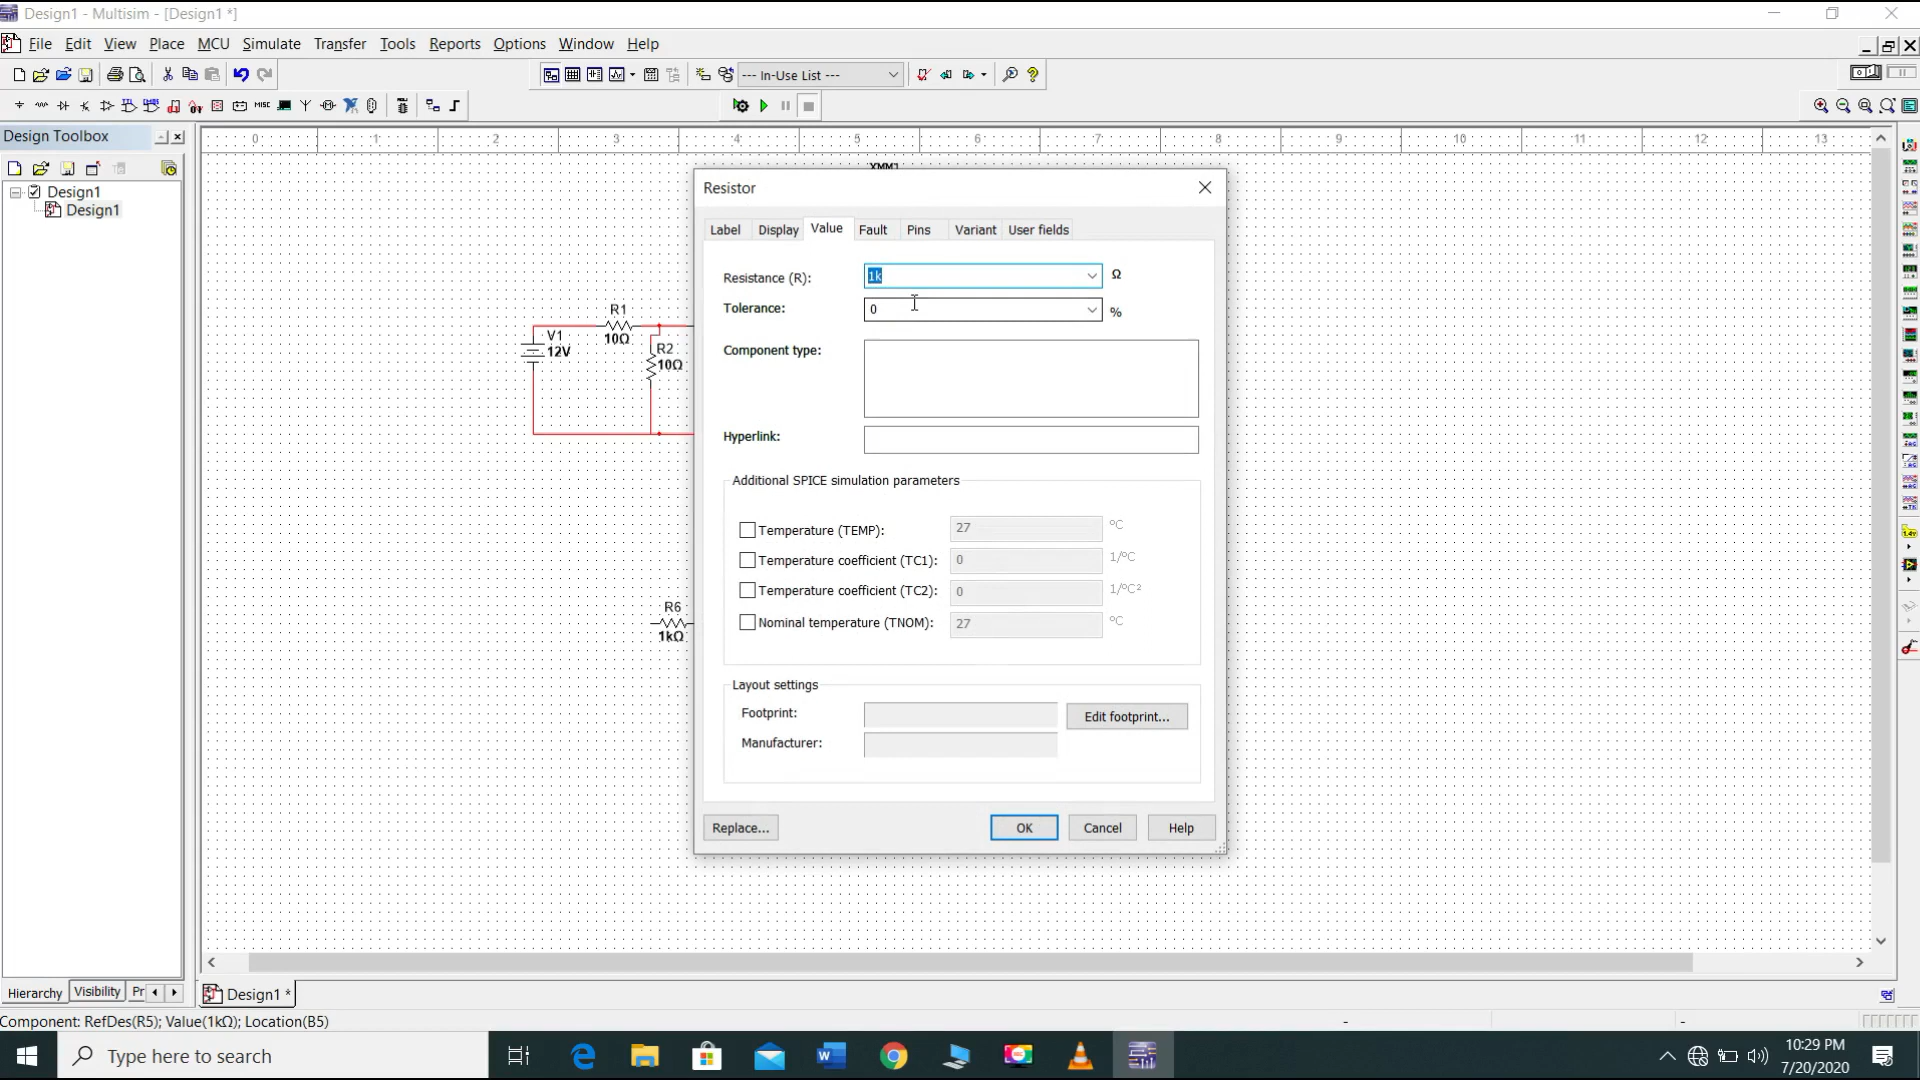 Design1 - Multisim - [Design1 *]
File Edit View Place MCU Simulate Transfer Tools Reports Options Window Help
--- In-Use List ---
MISC
Design Toolbox
0 1 2 3 4 5 6 7 8 9 10 11 12 13
Design1
Design1
XMM1
Resistor
Label Display Value Fault Pins Variant User fields
Resistance (R): 1k Ω
Tolerance: 0 %
Component type:
Hyperlink:
Additional SPICE simulation parameters
Temperature (TEMP): 27 °C
Temperature coefficient (TC1): 0 1/°C
Temperature coefficient (TC2): 0 1/°C²
Nominal temperature (TNOM): 27 °C
Layout settings
Footprint: Edit footprint...
Manufacturer:
Replace... OK Cancel Help
R1
10Ω
V1
12V
R2
10Ω
R6
1kΩ
Hierarchy Visibility Pr
Design1 *
Component: RefDes(R5); Value(1kΩ); Location(B5)
- -
Type here to search
10:29 PM
7/20/2020